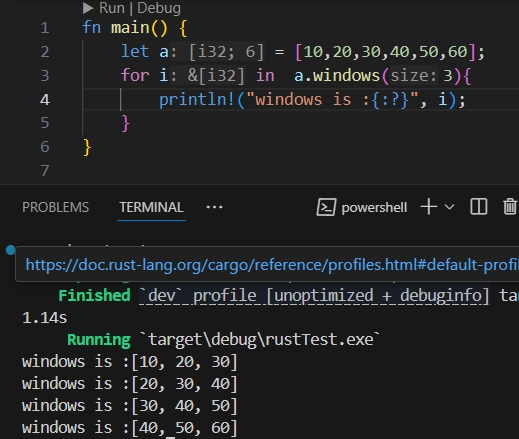 ▶ Run | Debug
1 fn main() {
2 let a: [i32; 6] = [10,20,30,40,50,60];
3 for i: &[i32] in  a.windows(size: 3){
4 println!("windows is :{:?}", i);
5 }
6 }
7
PROBLEMS TERMINAL ··· powershell
https://doc.rust-lang.org/cargo/reference/profiles.html#default-profil
Finished `dev` profile [unoptimized + debuginfo] ta
1.14s
Running `target\debug\rustTest.exe`
windows is :[10, 20, 30]
windows is :[20, 30, 40]
windows is :[30, 40, 50]
windows is :[40, 50, 60]